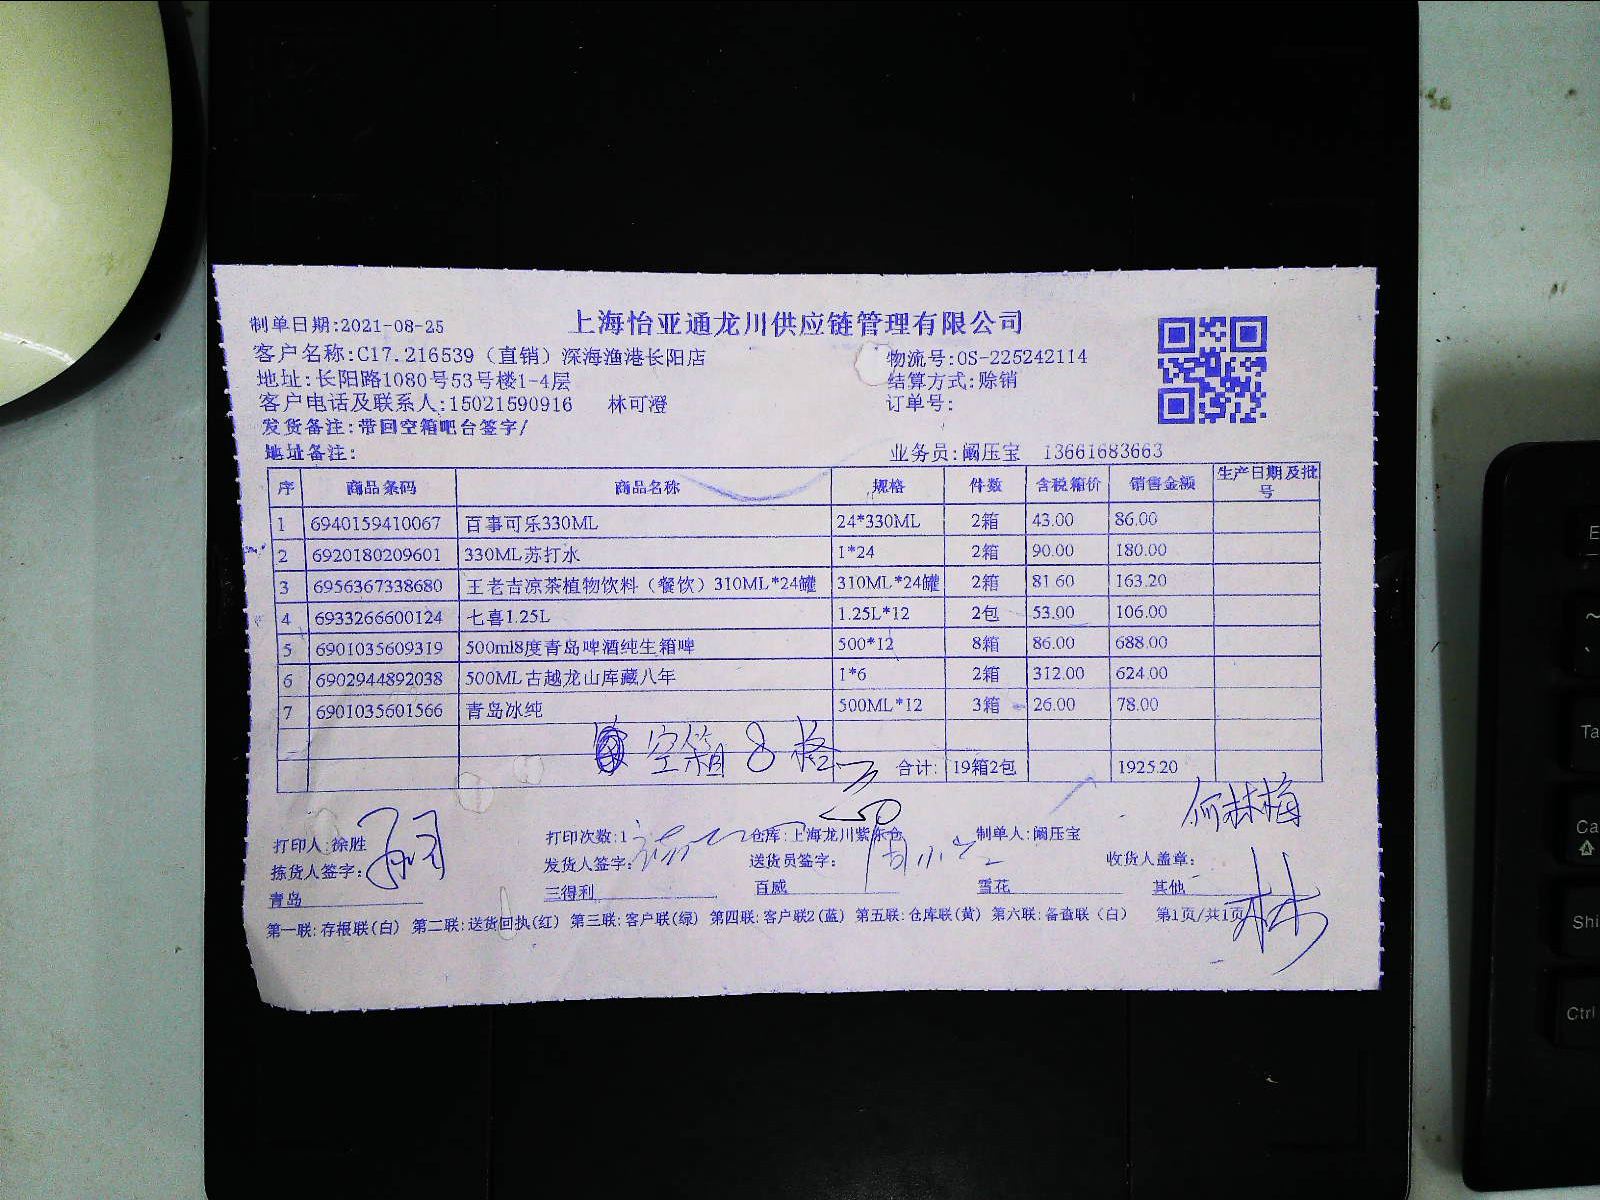 制单日期:2021-08-25 上海怡亚通龙川供应链管理有限公司
客户名称:C17.216539（直销）深海渔港长阳店 物流号:OS-225242114
地址:长阳路1080号53号楼1-4层 结算方式:赊销
客户电话及联系人:15021590916 林可澄 订单号:
发货备注:带回空箱吧台签字/
地址备注: 业务员:阚压宝 13661683663
序 商品条码 商品名称 规格 件数 含税箱价 销售金额 生产日期及批号
1 6940159410067 百事可乐330ML 24*330ML 2箱 43.00 86.00
2 6920180209601 330ML苏打水 1*24 2箱 90.00 180.00
3 6956367338680 王老吉凉茶植物饮料（餐饮）310ML*24罐 310ML*24罐 2箱 81.60 163.20
4 6933266600124 七喜1.25L 1.25L*12 2包 53.00 106.00
5 6901035609319 500ml8度青岛啤酒纯生箱啤 500*12 8箱 86.00 688.00
6 6902944892038 500ML古越龙山库藏八年 1*6 2箱 312.00 624.00
7 6901035601566 青岛冰纯 500ML*12 3箱 26.00 78.00
空箱8
合计: 19箱2包 1925.20
何林梅
打印人:徐胜 打印次数:1 仓库:上海龙川紫东仓 制单人:阚压宝
拣货人签字: 发货人签字: 送货员签字: 收货人盖章:
青岛 三得利 百威 雪花 其他
林
第一联:存根联(白) 第二联:送货回执(红) 第三联:客户联(绿) 第四联:客户联2(蓝) 第五联:仓库联(黄) 第六联:备查联（白） 第1页/共1页
Ctrl